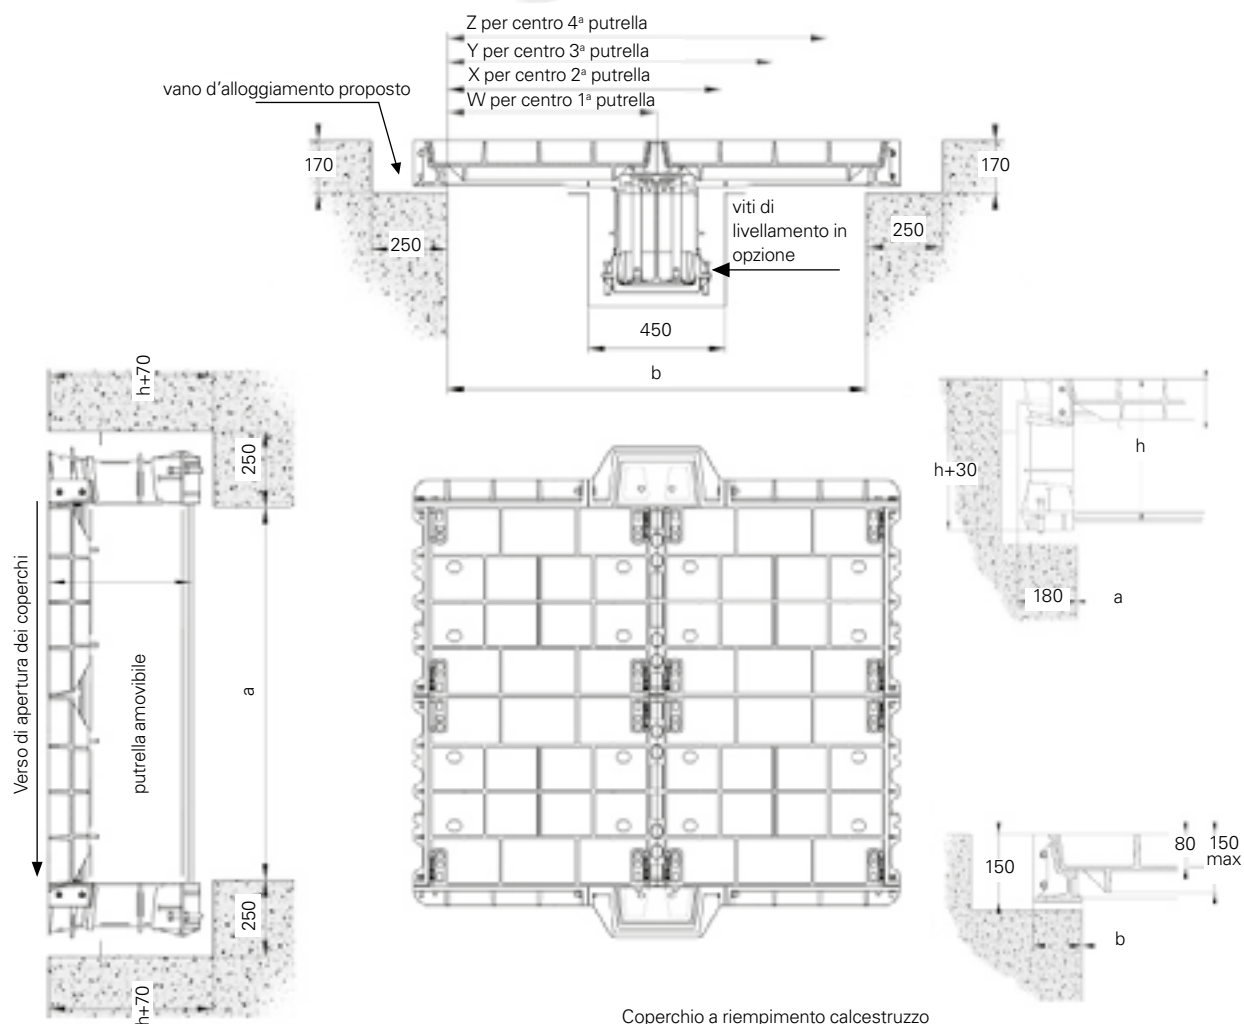 Z per centro 4ª putrella
Y per centro 3ª putrella
X per centro 2ª putrella
W per centro 1ª putrella
vano d'alloggiamento proposto
170
170
250
250
viti di
livellamento in
opzione
450
b
h+70
250
Verso di apertura dei coperchi
putrella amovibile
a
250
h+70
h+30
h
180
a
150
80
150
max
b
Coperchio a riempimento calcestruzzo